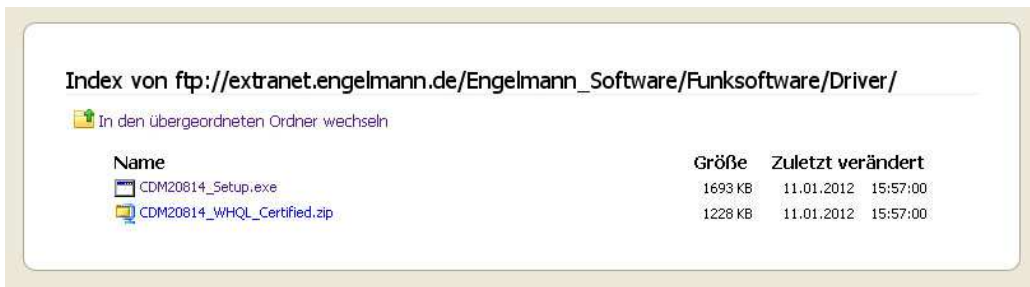 Index von ftp://extranet.engelmann.de/Engelmann_Software/Funksoftware/Driver/
In den übergeordneten Ordner wechseln
Name Größe Zuletzt verändert
CDM20814_Setup.exe 1693 KB 11.01.2012 15:57:00
CDM20814_WHQL_Certified.zip 1228 KB 11.01.2012 15:57:00